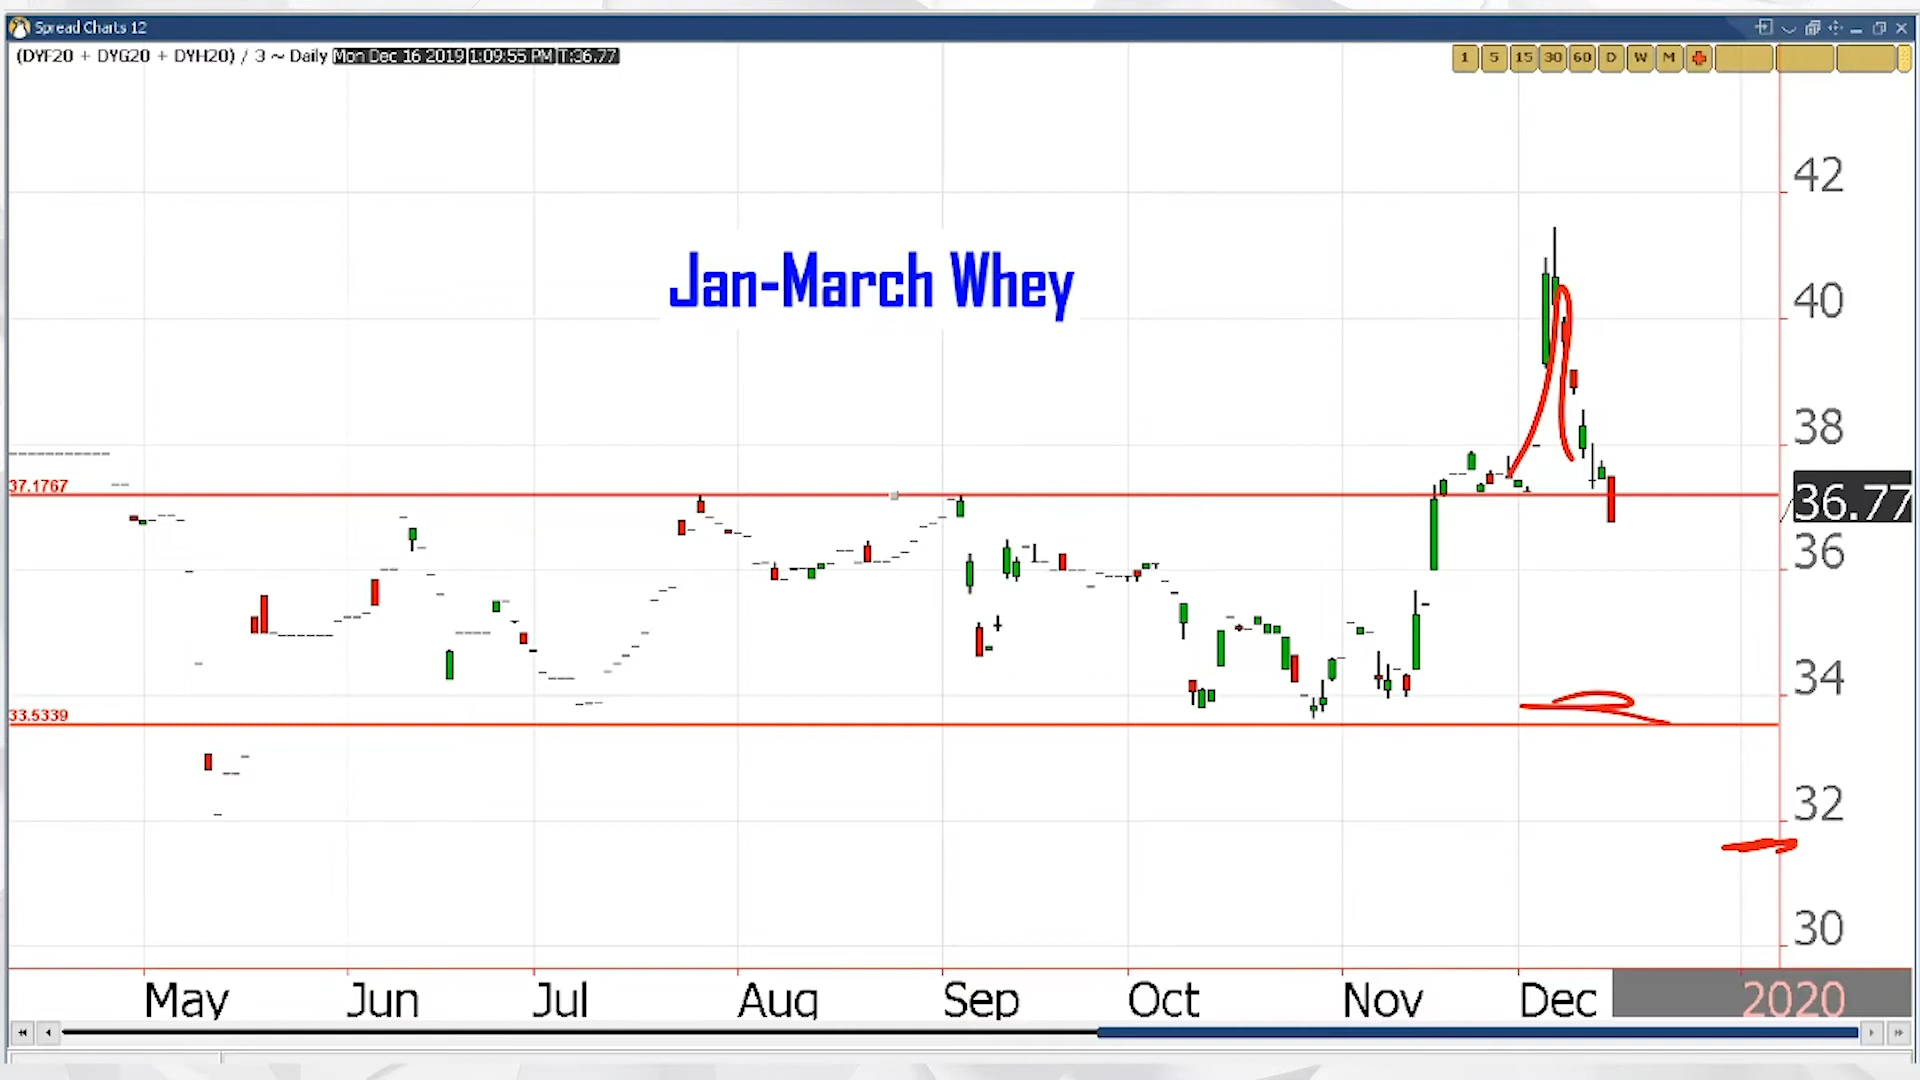 Spread Charts 12
(DYF20 + DYG20 + DYH20) / 3 ~ Daily Mon Dec 16 2019 1:09:55 PM T:36.77
1 5 15 30 60 D W M
42
Jan-March Whey
40
38
37.1767
36.77
36
34
33.5339
32
30
May Jun Jul Aug Sep Oct Nov Dec 2020